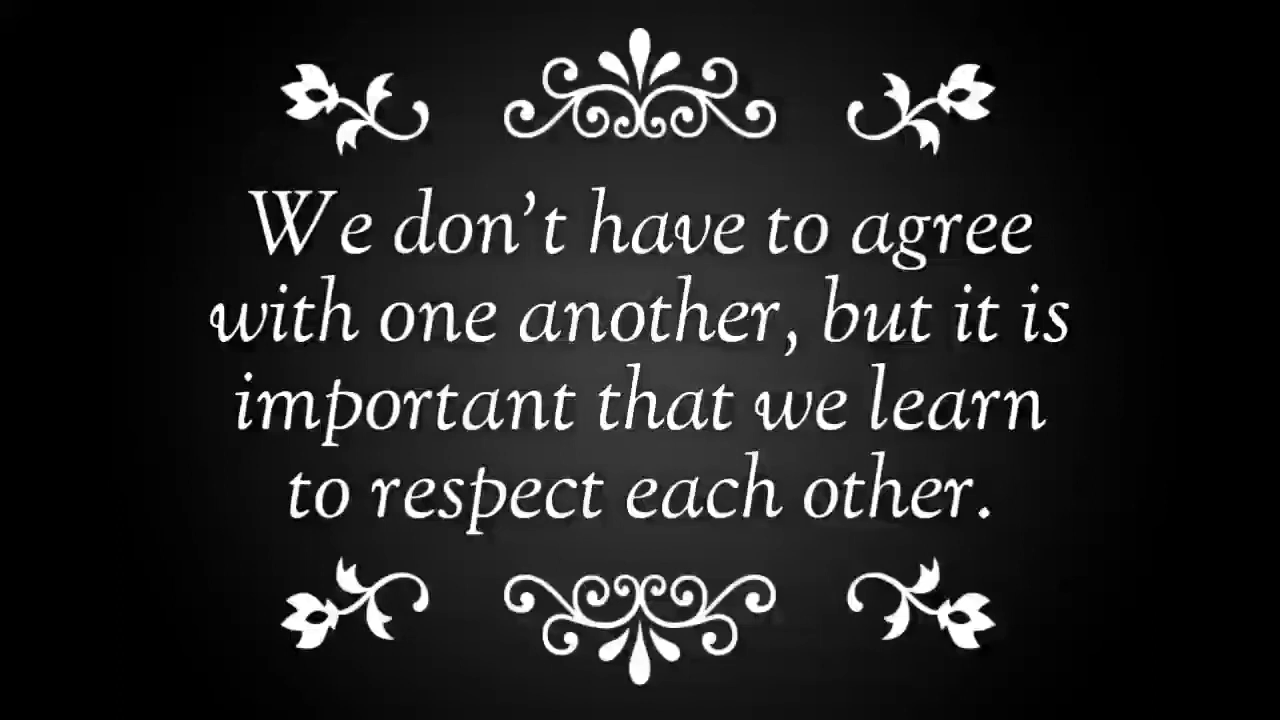 We don't have to agree
with one another, but it is
important that we learn
to respect each other.